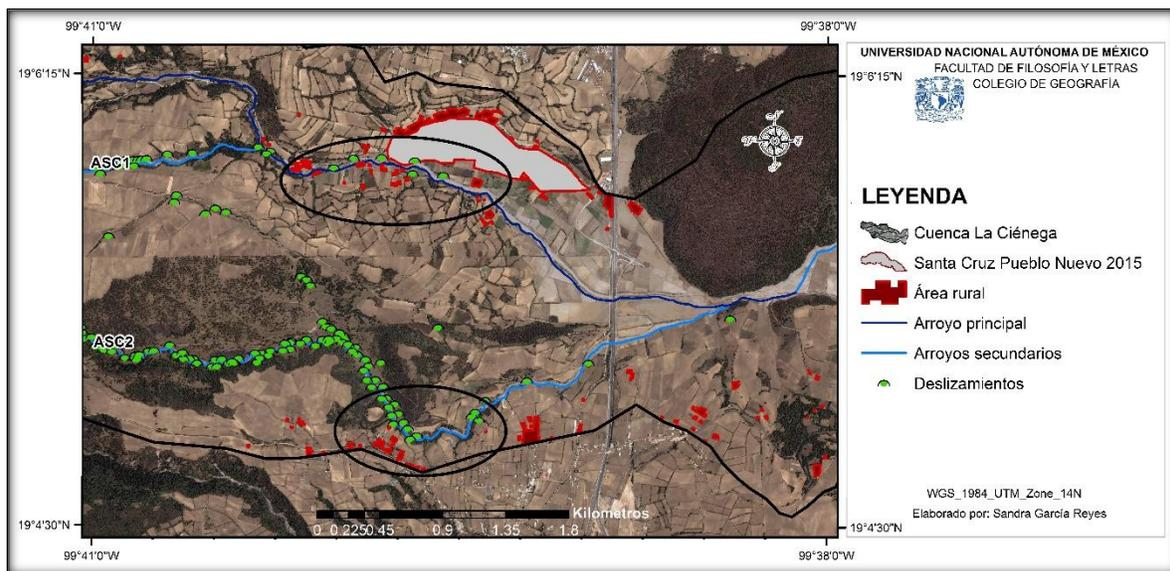 99°41'0"W
99°38'0"W
19°6'15"N
19°6'15"N
ASC1
ASC2
19°4'30"N
19°4'30"N
0 0.225 0.45 0.9 1.35 1.8
Kilometros
99°41'0"W
99°38'0"W
UNIVERSIDAD NACIONAL AUTÓNOMA DE MÉXICO
FACULTAD DE FILOSOFÍA Y LETRAS
COLEGIO DE GEOGRAFÍA
LEYENDA
Cuenca La Ciénega
Santa Cruz Pueblo Nuevo 2015
Área rural
Arroyo principal
Arroyos secundarios
Deslizamientos
WGS_1984_UTM_Zone_14N
Elaborado por: Sandra García Reyes